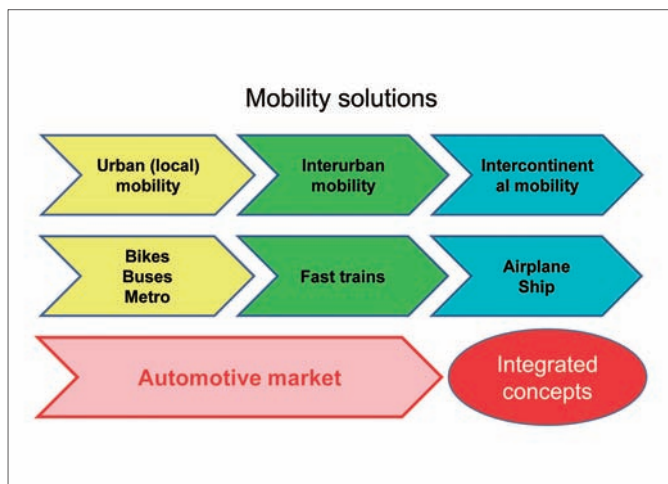 Mobility solutions
Urban (local)
mobility
Interurban
mobility
Intercontinent
al mobility
Bikes
Buses
Metro
Fast trains
Airplane
Ship
Automotive market
Integrated
concepts